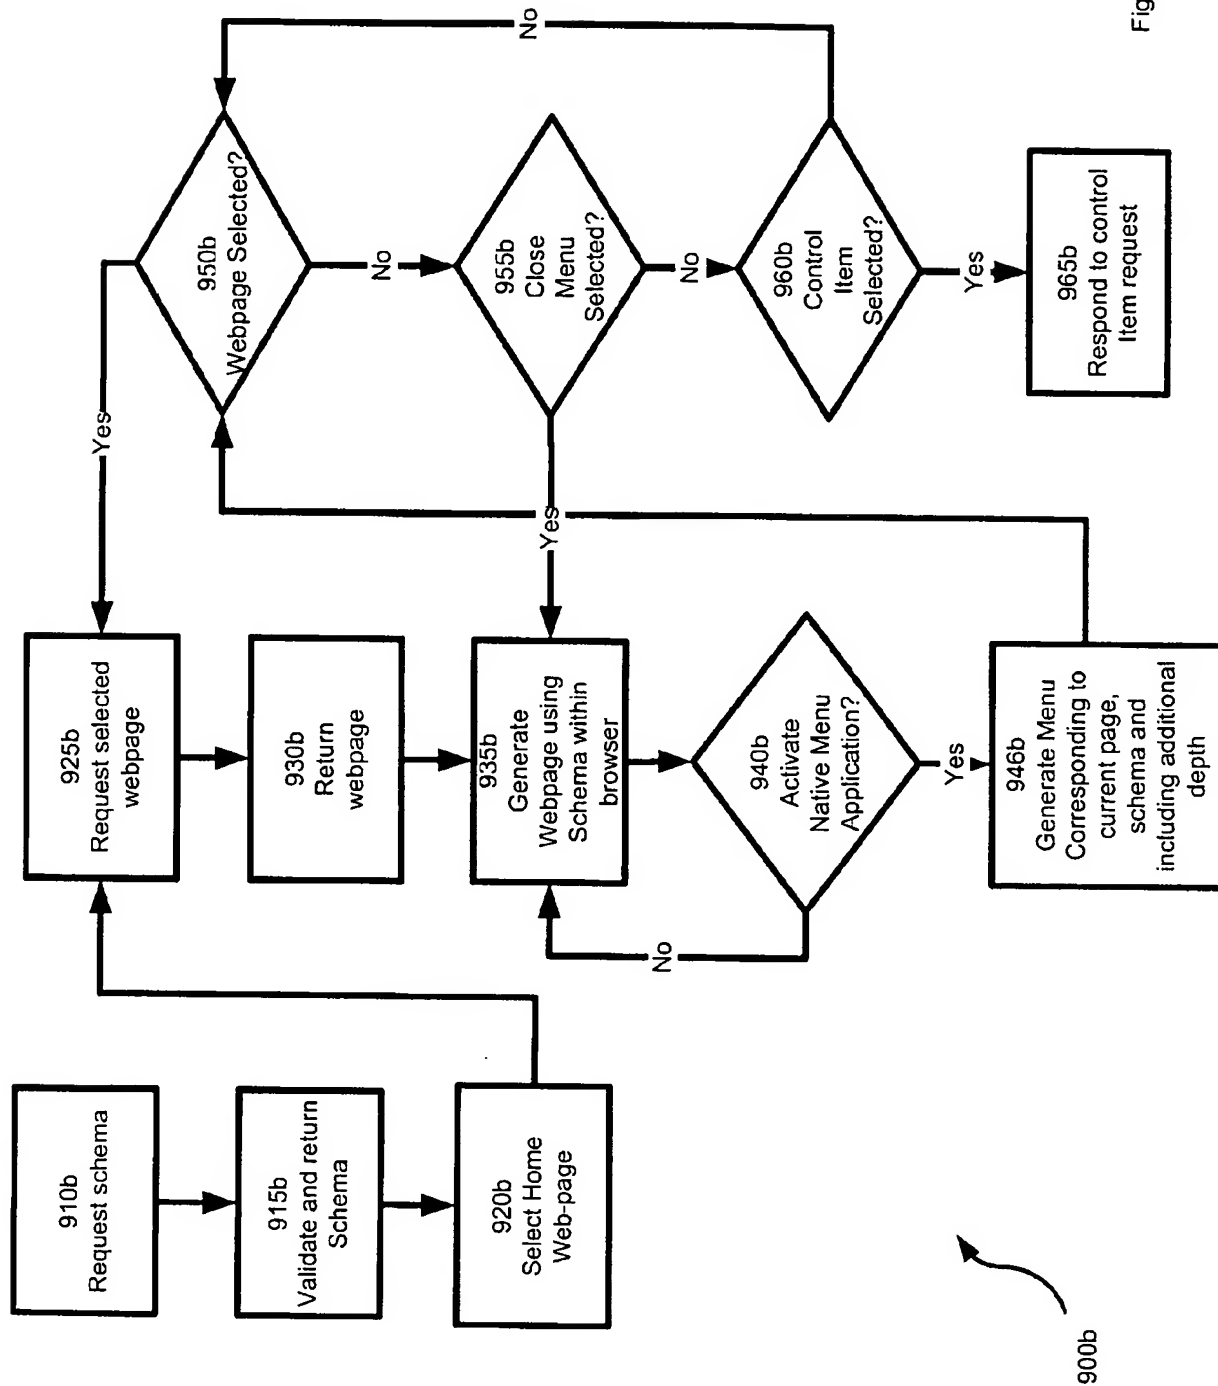 910b
Request schema
915b
Validate and return
Schema
920b
Select Home
Web-page
925b
Request selected
webpage
930b
Return
webpage
935b
Generate
Webpage using
Schema within
browser
940b
Activate
Native Menu
Application?
No
Yes
946b
Generate Menu
Corresponding to
current page,
schema and
including additional
depth
950b
Webpage Selected?
Yes
No
955b
Close
Menu
Selected?
Yes
No
960b
Control
Item
Selected?
No
Yes
965b
Respond to control
Item request
900b
Fig